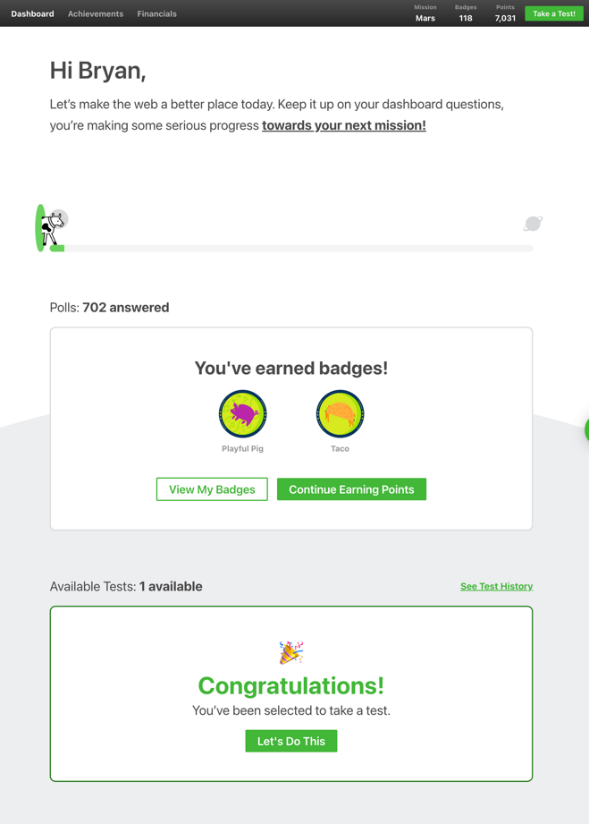 Dashboard Achievements Financials
Mission Badges Points
Mars 118 7,031
Take a Test!
Hi Bryan,
Let's make the web a better place today. Keep it up on your dashboard questions,
you're making some serious progress towards your next mission!
Polls: 702 answered
You've earned badges!
Playful Pig Taco
View My Badges Continue Earning Points
Available Tests: 1 available See Test History
Congratulations!
You've been selected to take a test.
Let's Do This